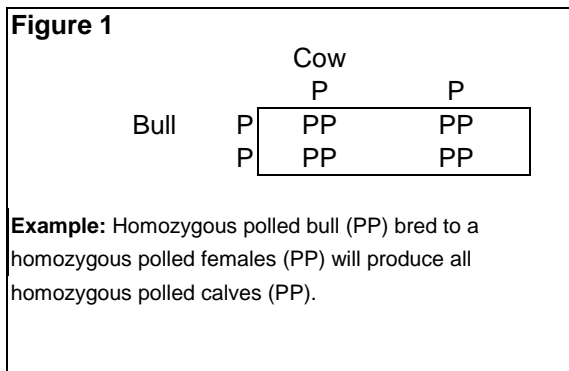 Figure 1
Cow
P P
Bull P PP PP
P PP PP
Example: Homozygous polled bull (PP) bred to a
homozygous polled females (PP) will produce all
homozygous polled calves (PP).